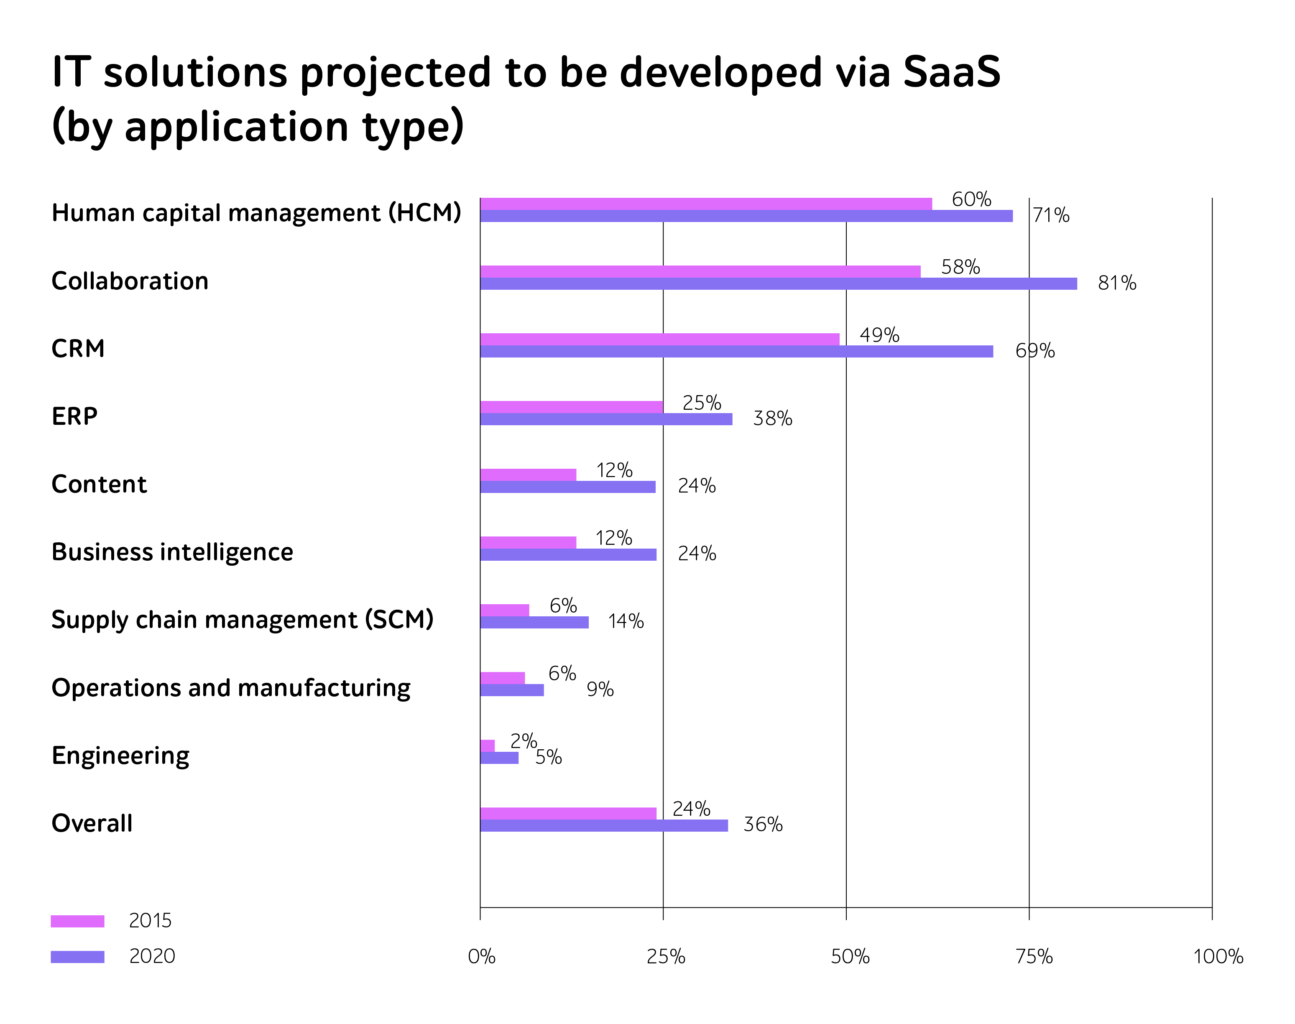 IT solutions projected to be developed via SaaS
(by application type)
Human capital management (HCM)
60%
71%
Collaboration
58%
81%
CRM
49%
69%
ERP
25%
38%
Content
12%
24%
Business intelligence
12%
24%
Supply chain management (SCM)
6%
14%
Operations and manufacturing
6%
9%
Engineering
2%
5%
Overall
24%
36%
2015
2020
0% 25% 50% 75% 100%